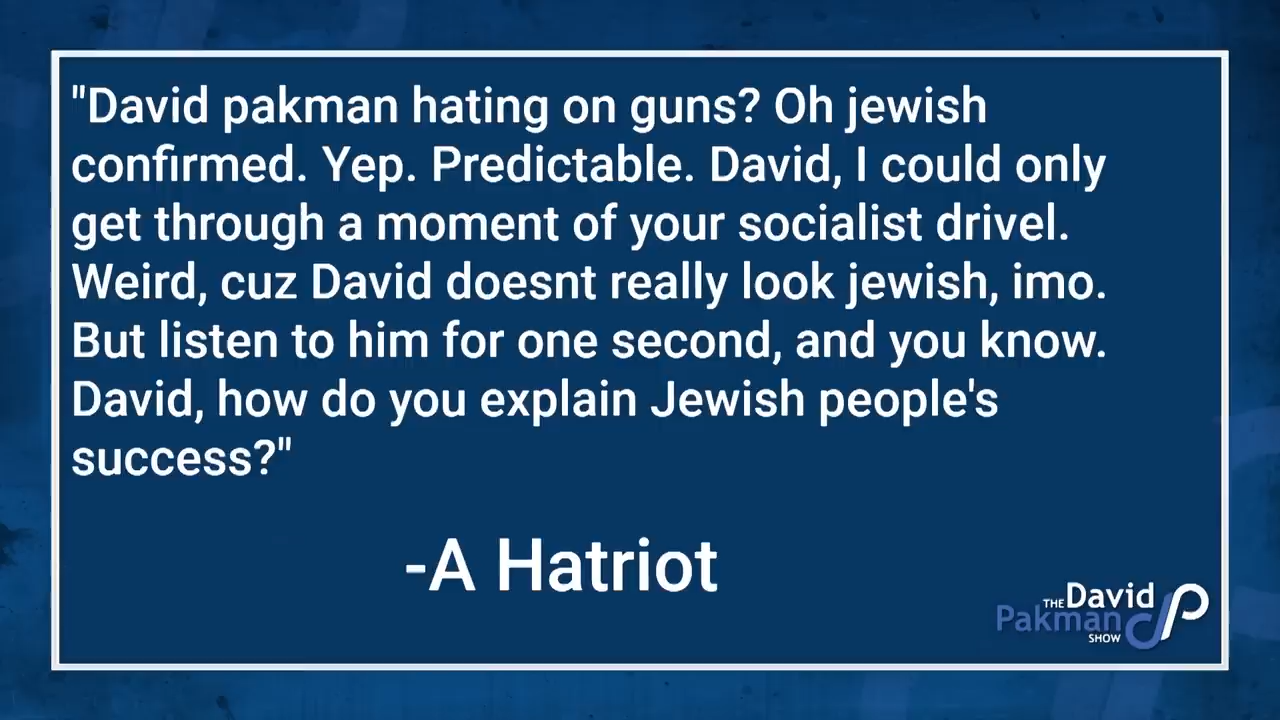 "David pakman hating on guns? Oh jewish
confirmed. Yep. Predictable. David, I could only
get through a moment of your socialist drivel.
Weird, cuz David doesnt really look jewish, imo.
But listen to him for one second, and you know.
David, how do you explain Jewish people's
success?"
-A Hatriot
THE David
Pakman
SHOW